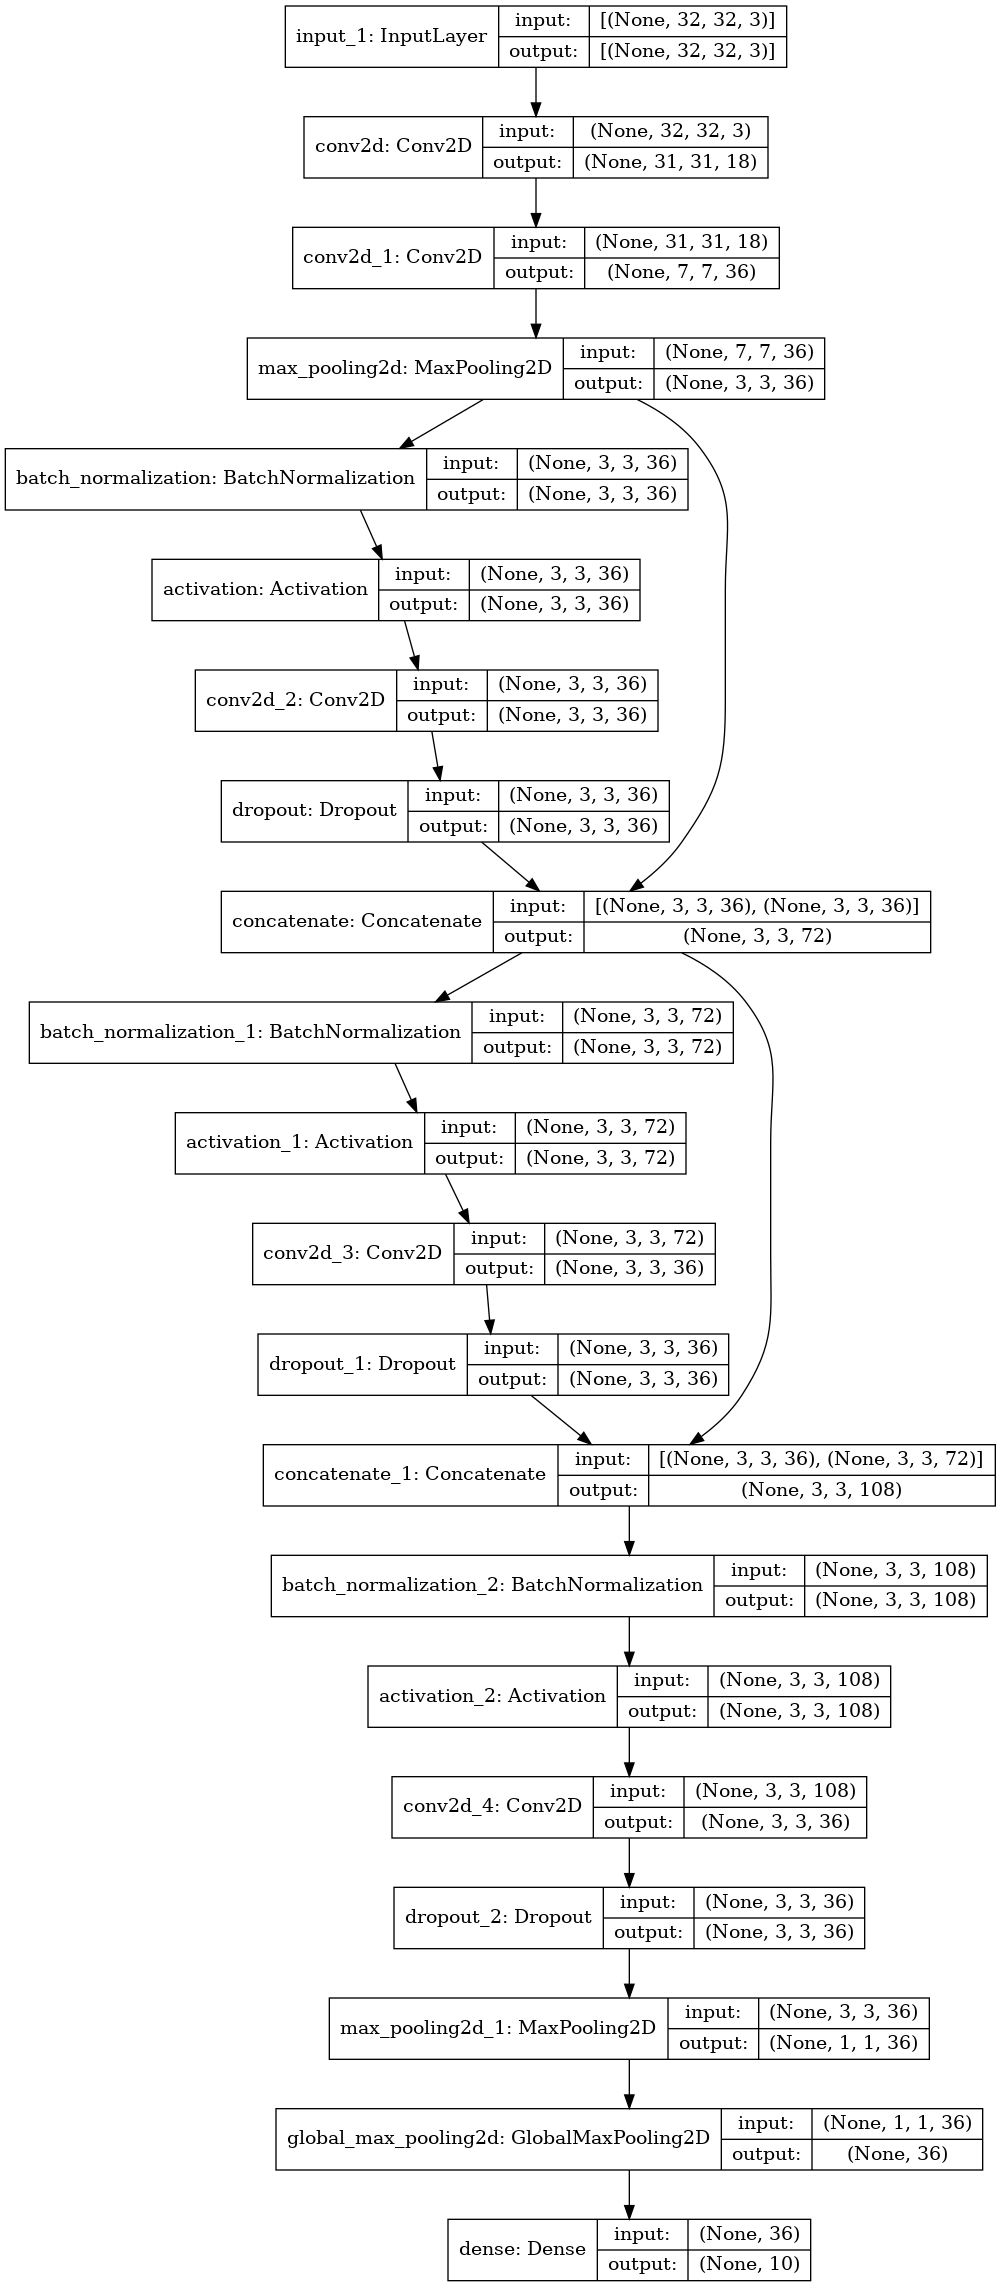 input_1: InputLayer
input: [(None, 32, 32, 3)]
output: [(None, 32, 32, 3)]
conv2d: Conv2D
input: (None, 32, 32, 3)
output: (None, 31, 31, 18)
conv2d_1: Conv2D
input: (None, 31, 31, 18)
output: (None, 7, 7, 36)
max_pooling2d: MaxPooling2D
input: (None, 7, 7, 36)
output: (None, 3, 3, 36)
batch_normalization: BatchNormalization
input: (None, 3, 3, 36)
output: (None, 3, 3, 36)
activation: Activation
input: (None, 3, 3, 36)
output: (None, 3, 3, 36)
conv2d_2: Conv2D
input: (None, 3, 3, 36)
output: (None, 3, 3, 36)
dropout: Dropout
input: (None, 3, 3, 36)
output: (None, 3, 3, 36)
concatenate: Concatenate
input: [(None, 3, 3, 36), (None, 3, 3, 36)]
output: (None, 3, 3, 72)
batch_normalization_1: BatchNormalization
input: (None, 3, 3, 72)
output: (None, 3, 3, 72)
activation_1: Activation
input: (None, 3, 3, 72)
output: (None, 3, 3, 72)
conv2d_3: Conv2D
input: (None, 3, 3, 72)
output: (None, 3, 3, 36)
dropout_1: Dropout
input: (None, 3, 3, 36)
output: (None, 3, 3, 36)
concatenate_1: Concatenate
input: [(None, 3, 3, 36), (None, 3, 3, 72)]
output: (None, 3, 3, 108)
batch_normalization_2: BatchNormalization
input: (None, 3, 3, 108)
output: (None, 3, 3, 108)
activation_2: Activation
input: (None, 3, 3, 108)
output: (None, 3, 3, 108)
conv2d_4: Conv2D
input: (None, 3, 3, 108)
output: (None, 3, 3, 36)
dropout_2: Dropout
input: (None, 3, 3, 36)
output: (None, 3, 3, 36)
max_pooling2d_1: MaxPooling2D
input: (None, 3, 3, 36)
output: (None, 1, 1, 36)
global_max_pooling2d: GlobalMaxPooling2D
input: (None, 1, 1, 36)
output: (None, 36)
dense: Dense
input: (None, 36)
output: (None, 10)